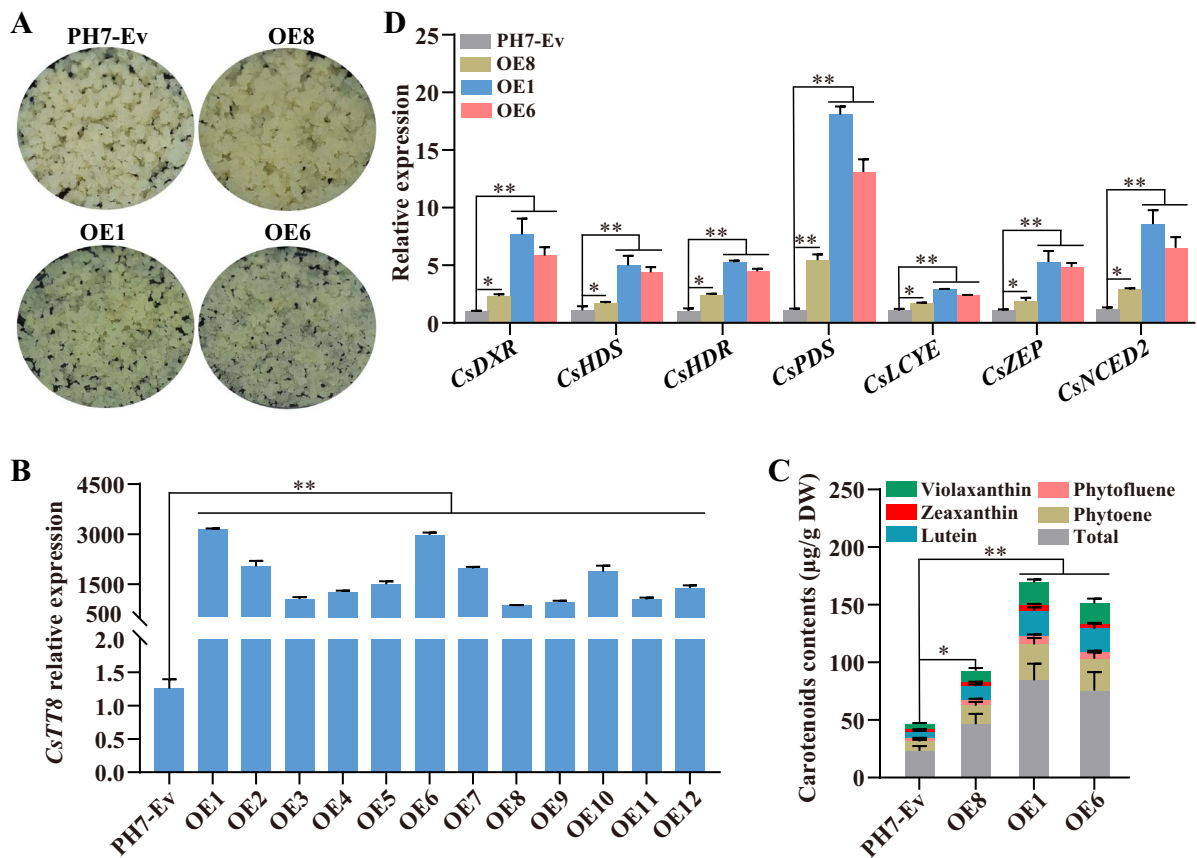 A
PH7-Ev
OE8
OE1
OE6
D
Relative expression
25
20
15
10
5
0
PH7-Ev
OE8
OE1
OE6
*
**
*
**
*
**
**
**
*
**
*
**
*
**
CsDXR
CsHDS
CsHDR
CsPDS
CsLCYE
CsZEP
CsNCED2
B
CsTT8 relative expression
4500
3000
1500
500
2.0
1.5
1.0
0.5
0.0
**
PH7-Ev
OE1
OE2
OE3
OE4
OE5
OE6
OE7
OE8
OE9
OE10
OE11
OE12
C
Carotenoids contents (µg/g DW)
250
200
150
100
50
0
Violaxanthin
Zeaxanthin
Lutein
Phytofluene
Phytoene
Total
*
**
PH7-Ev
OE8
OE1
OE6